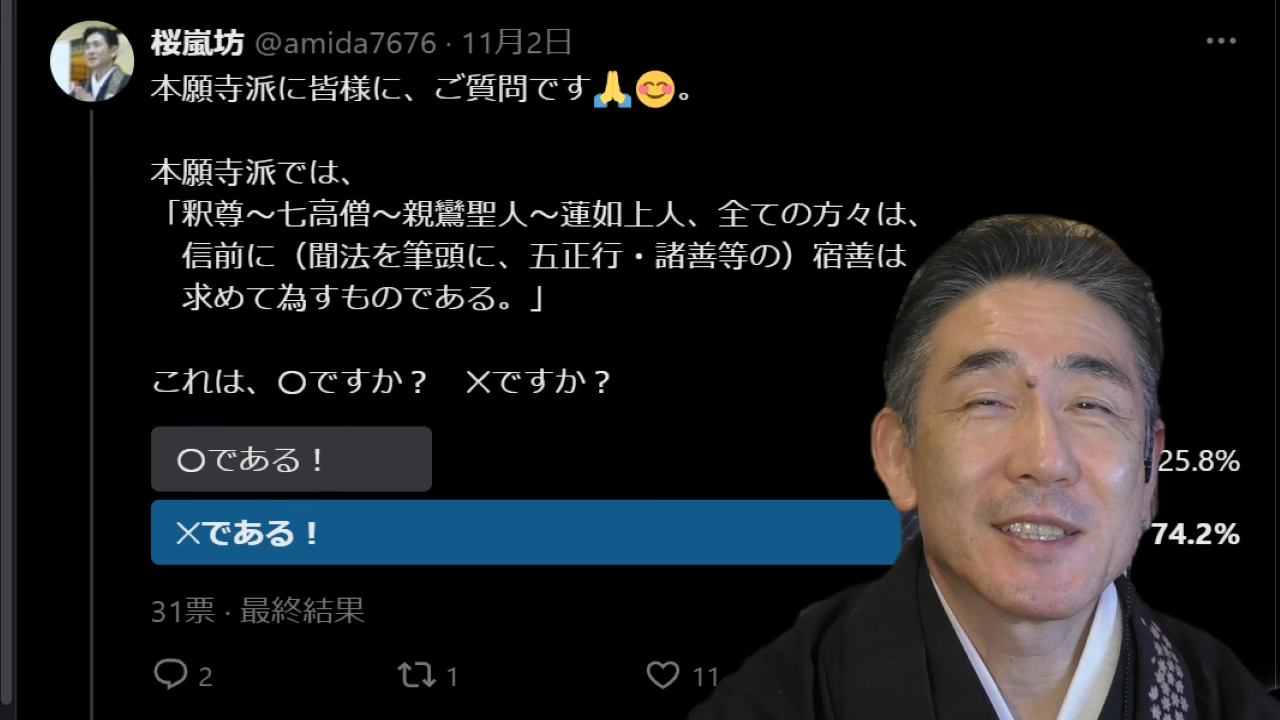 桜嵐坊 @amida7676 · 11月2日
本願寺派に皆様に、ご質問です🙏😊。
本願寺派では、
「釈尊～七高僧～親鸞聖人～蓮如上人、全ての方々は、
信前に（聞法を筆頭に、五正行・諸善等の）宿善は
求めて為すものである。」
これは、〇ですか？　✕ですか？
〇である！ 25.8%
✕である！ 74.2%
31票 · 最終結果
2 1 11